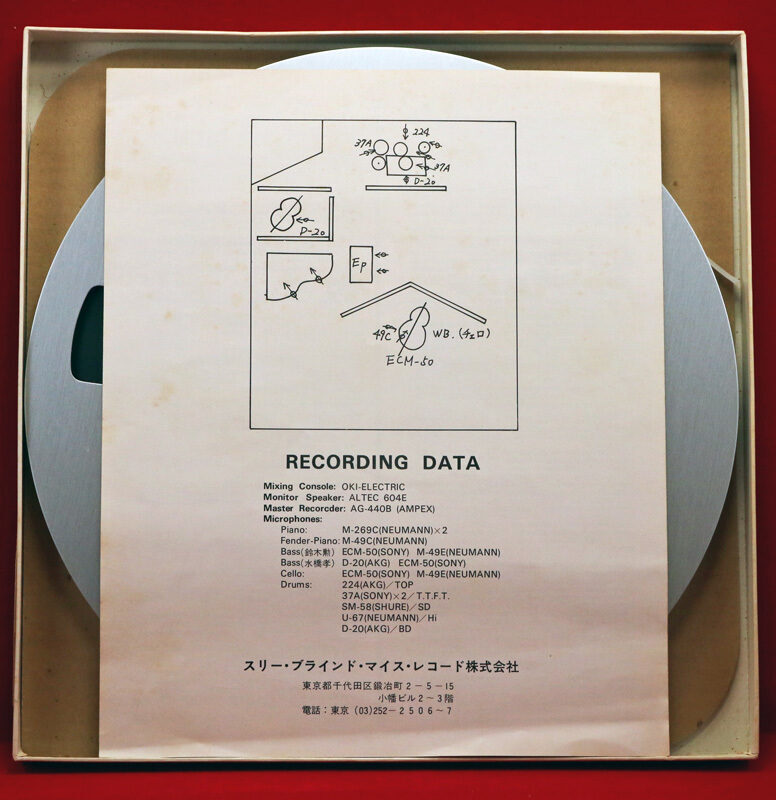 224
37A
37A
D-20
D-20
Ep
49C
WB.(チェロ)
ECM-50
RECORDING DATA
Mixing Console: OKI-ELECTRIC
Monitor Speaker: ALTEC 604E
Master Recorcder: AG-440B (AMPEX)
Microphones:
Piano: M-269C(NEUMANN)×2
Fender-Piano: M-49C(NEUMANN)
Bass(鈴木勲) ECM-50(SONY) M-49E(NEUMANN)
Bass(水橋孝) D-20(AKG) ECM-50(SONY)
Cello: ECM-50(SONY) M-49E(NEUMANN)
Drums: 224(AKG)/TOP
37A(SONY)×2/T.T.F.T.
SM-58(SHURE)/SD
U-67(NEUMANN)/Hi
D-20(AKG)/BD
スリー・ブラインド・マイス・レコード株式会社
東京都千代田区鍛冶町2-5-15
小幡ビル2~3階
電話:東京 (03)252-2506~7